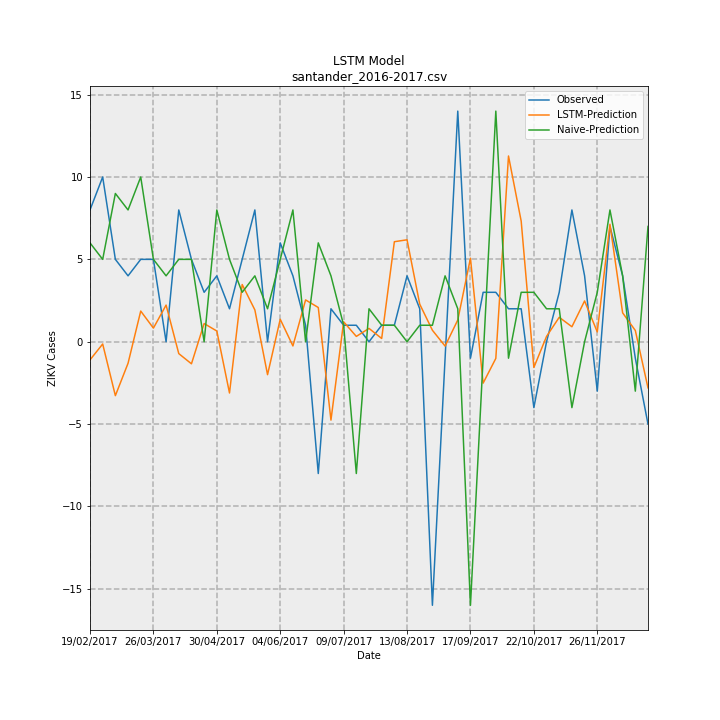 LSTM Model
santander_2016-2017.csv
Observed
LSTM-Prediction
Naive-Prediction
ZIKV Cases
15
10
5
0
−5
−10
−15
19/02/2017 26/03/2017 30/04/2017 04/06/2017 09/07/2017 13/08/2017 17/09/2017 22/10/2017 26/11/2017
Date